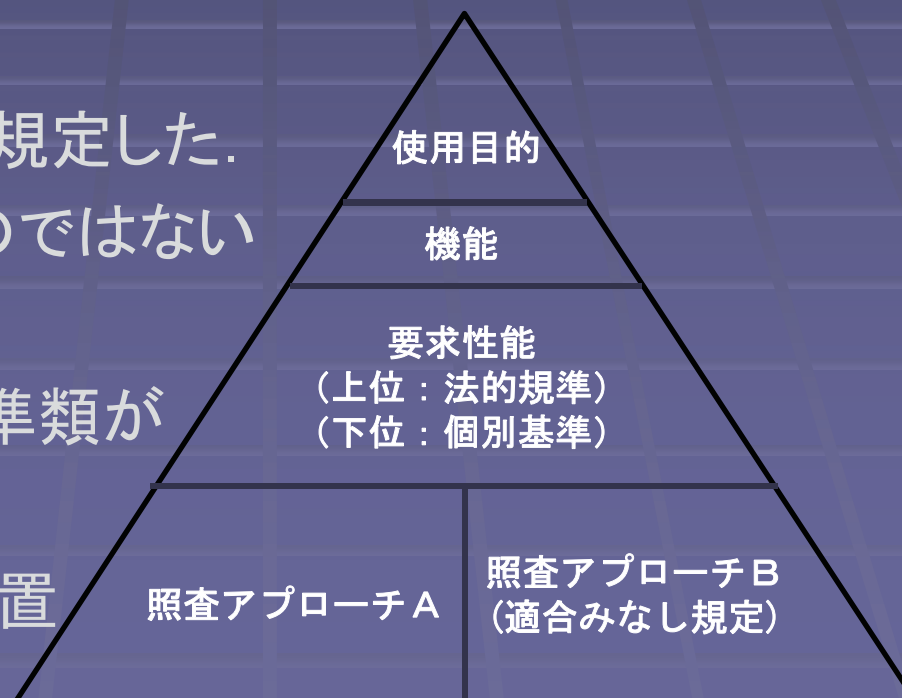 規定した.
のではない
準類が
置
使用目的
機能
要求性能
（上位：法的規準）
（下位：個別基準）
照査アプローチＡ
照査アプローチＢ
（適合みなし規定）